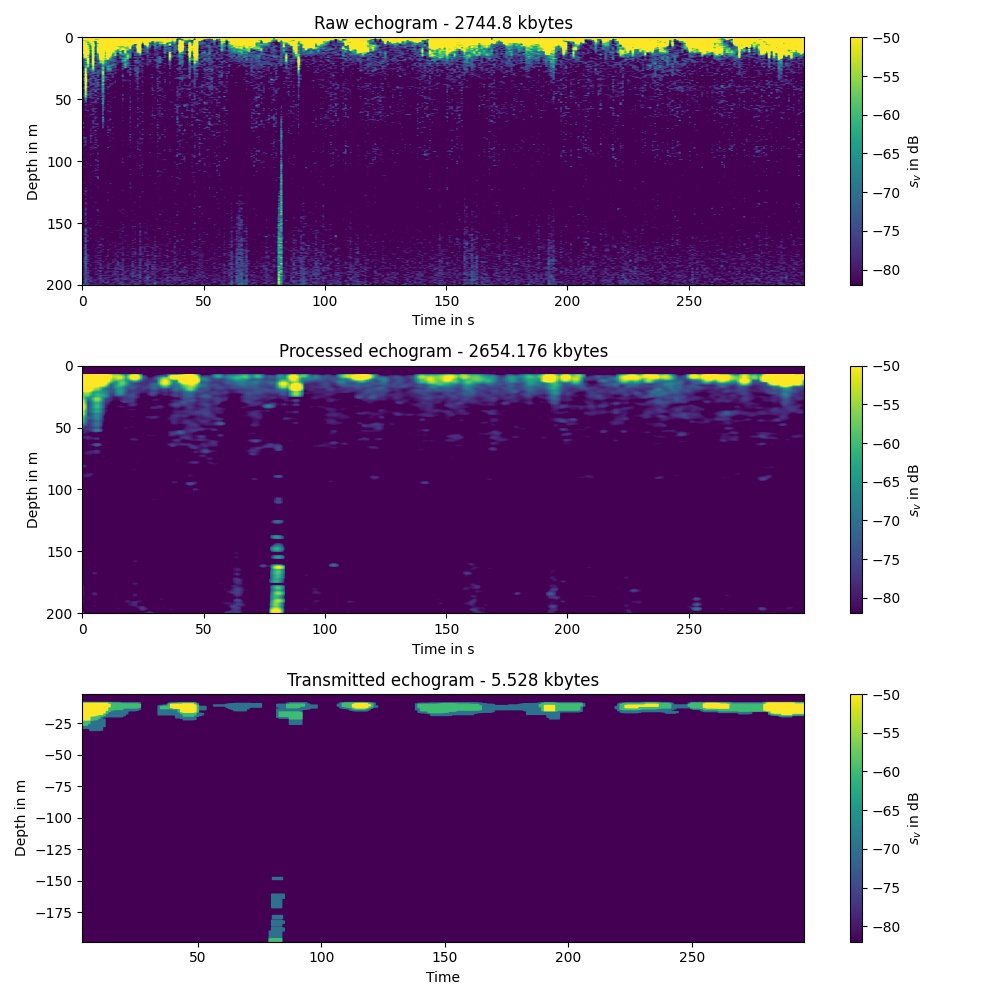 Raw echogram - 2744.8 kbytes
0
50
100
150
200
Depth in m
0 50 100 150 200 250
Time in s
−50
−55
−60
−65
−70
−75
−80
s_v in dB
Processed echogram - 2654.176 kbytes
0
50
100
150
200
Depth in m
0 50 100 150 200 250
Time in s
−50
−55
−60
−65
−70
−75
−80
s_v in dB
Transmitted echogram - 5.528 kbytes
−25
−50
−75
−100
−125
−150
−175
Depth in m
50 100 150 200 250
Time
−50
−55
−60
−65
−70
−75
−80
s_v in dB